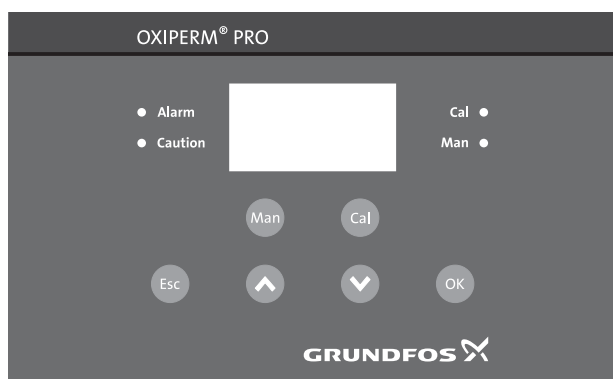 OXIPERM® PRO
Alarm
Cal
Caution
Man
Man
Cal
Esc
OK
GRUNDFOS